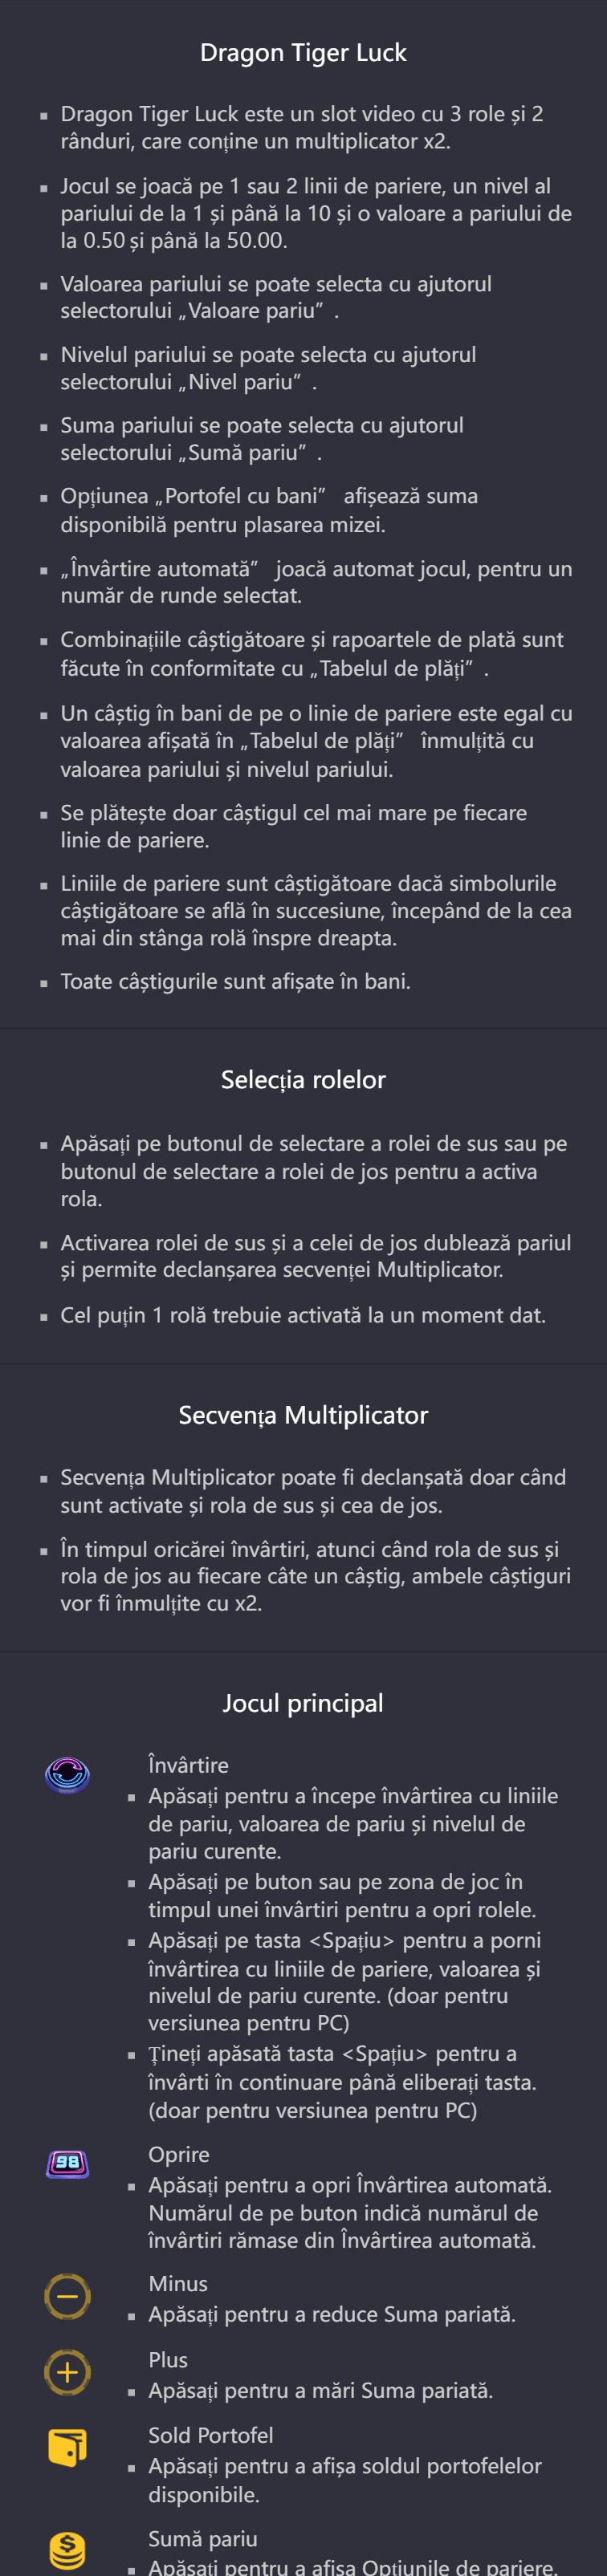 Dragon Tiger Luck
▪ Dragon Tiger Luck este un slot video cu 3 role și 2
rânduri, care conține un multiplicator x2.
▪ Jocul se joacă pe 1 sau 2 linii de pariere, un nivel al
pariului de la 1 și până la 10 și o valoare a pariului de
la 0.50 și până la 50.00.
▪ Valoarea pariului se poate selecta cu ajutorul
selectorului „Valoare pariu” .
▪ Nivelul pariului se poate selecta cu ajutorul
selectorului „Nivel pariu” .
▪ Suma pariului se poate selecta cu ajutorul
selectorului „Sumă pariu” .
▪ Opțiunea „Portofel cu bani” afișează suma
disponibilă pentru plasarea mizei.
▪ „Învârtire automată” joacă automat jocul, pentru un
număr de runde selectat.
▪ Combinațiile câștigătoare și rapoartele de plată sunt
făcute în conformitate cu „Tabelul de plăți” .
▪ Un câștig în bani de pe o linie de pariere este egal cu
valoarea afișată în „Tabelul de plăți” înmulțită cu
valoarea pariului și nivelul pariului.
▪ Se plătește doar câștigul cel mai mare pe fiecare
linie de pariere.
▪ Liniile de pariere sunt câștigătoare dacă simbolurile
câștigătoare se află în succesiune, începând de la cea
mai din stânga rolă înspre dreapta.
▪ Toate câștigurile sunt afișate în bani.
Selecția rolelor
▪ Apăsați pe butonul de selectare a rolei de sus sau pe
butonul de selectare a rolei de jos pentru a activa
rola.
▪ Activarea rolei de sus și a celei de jos dublează pariul
și permite declanșarea secvenței Multiplicator.
▪ Cel puțin 1 rolă trebuie activată la un moment dat.
Secvența Multiplicator
▪ Secvența Multiplicator poate fi declanșată doar când
sunt activate și rola de sus și cea de jos.
▪ În timpul oricărei învârtiri, atunci când rola de sus și
rola de jos au fiecare câte un câștig, ambele câștiguri
vor fi înmulțite cu x2.
Jocul principal
Învârtire
▪ Apăsați pentru a începe învârtirea cu liniile
de pariu, valoarea de pariu și nivelul de
pariu curente.
▪ Apăsați pe buton sau pe zona de joc în
timpul unei învârtiri pentru a opri rolele.
▪ Apăsați pe tasta <Spațiu> pentru a porni
învârtirea cu liniile de pariere, valoarea și
nivelul de pariu curente. (doar pentru
versiunea pentru PC)
▪ Țineți apăsată tasta <Spațiu> pentru a
învârti în continuare până eliberați tasta.
(doar pentru versiunea pentru PC)
98
Oprire
▪ Apăsați pentru a opri Învârtirea automată.
Numărul de pe buton indică numărul de
învârtiri rămase din Învârtirea automată.
Minus
▪ Apăsați pentru a reduce Suma pariată.
Plus
▪ Apăsați pentru a mări Suma pariată.
Sold Portofel
▪ Apăsați pentru a afișa soldul portofelelor
disponibile.
$
Sumă pariu
▪ Apăsați pentru a afișa Opțiunile de pariere.